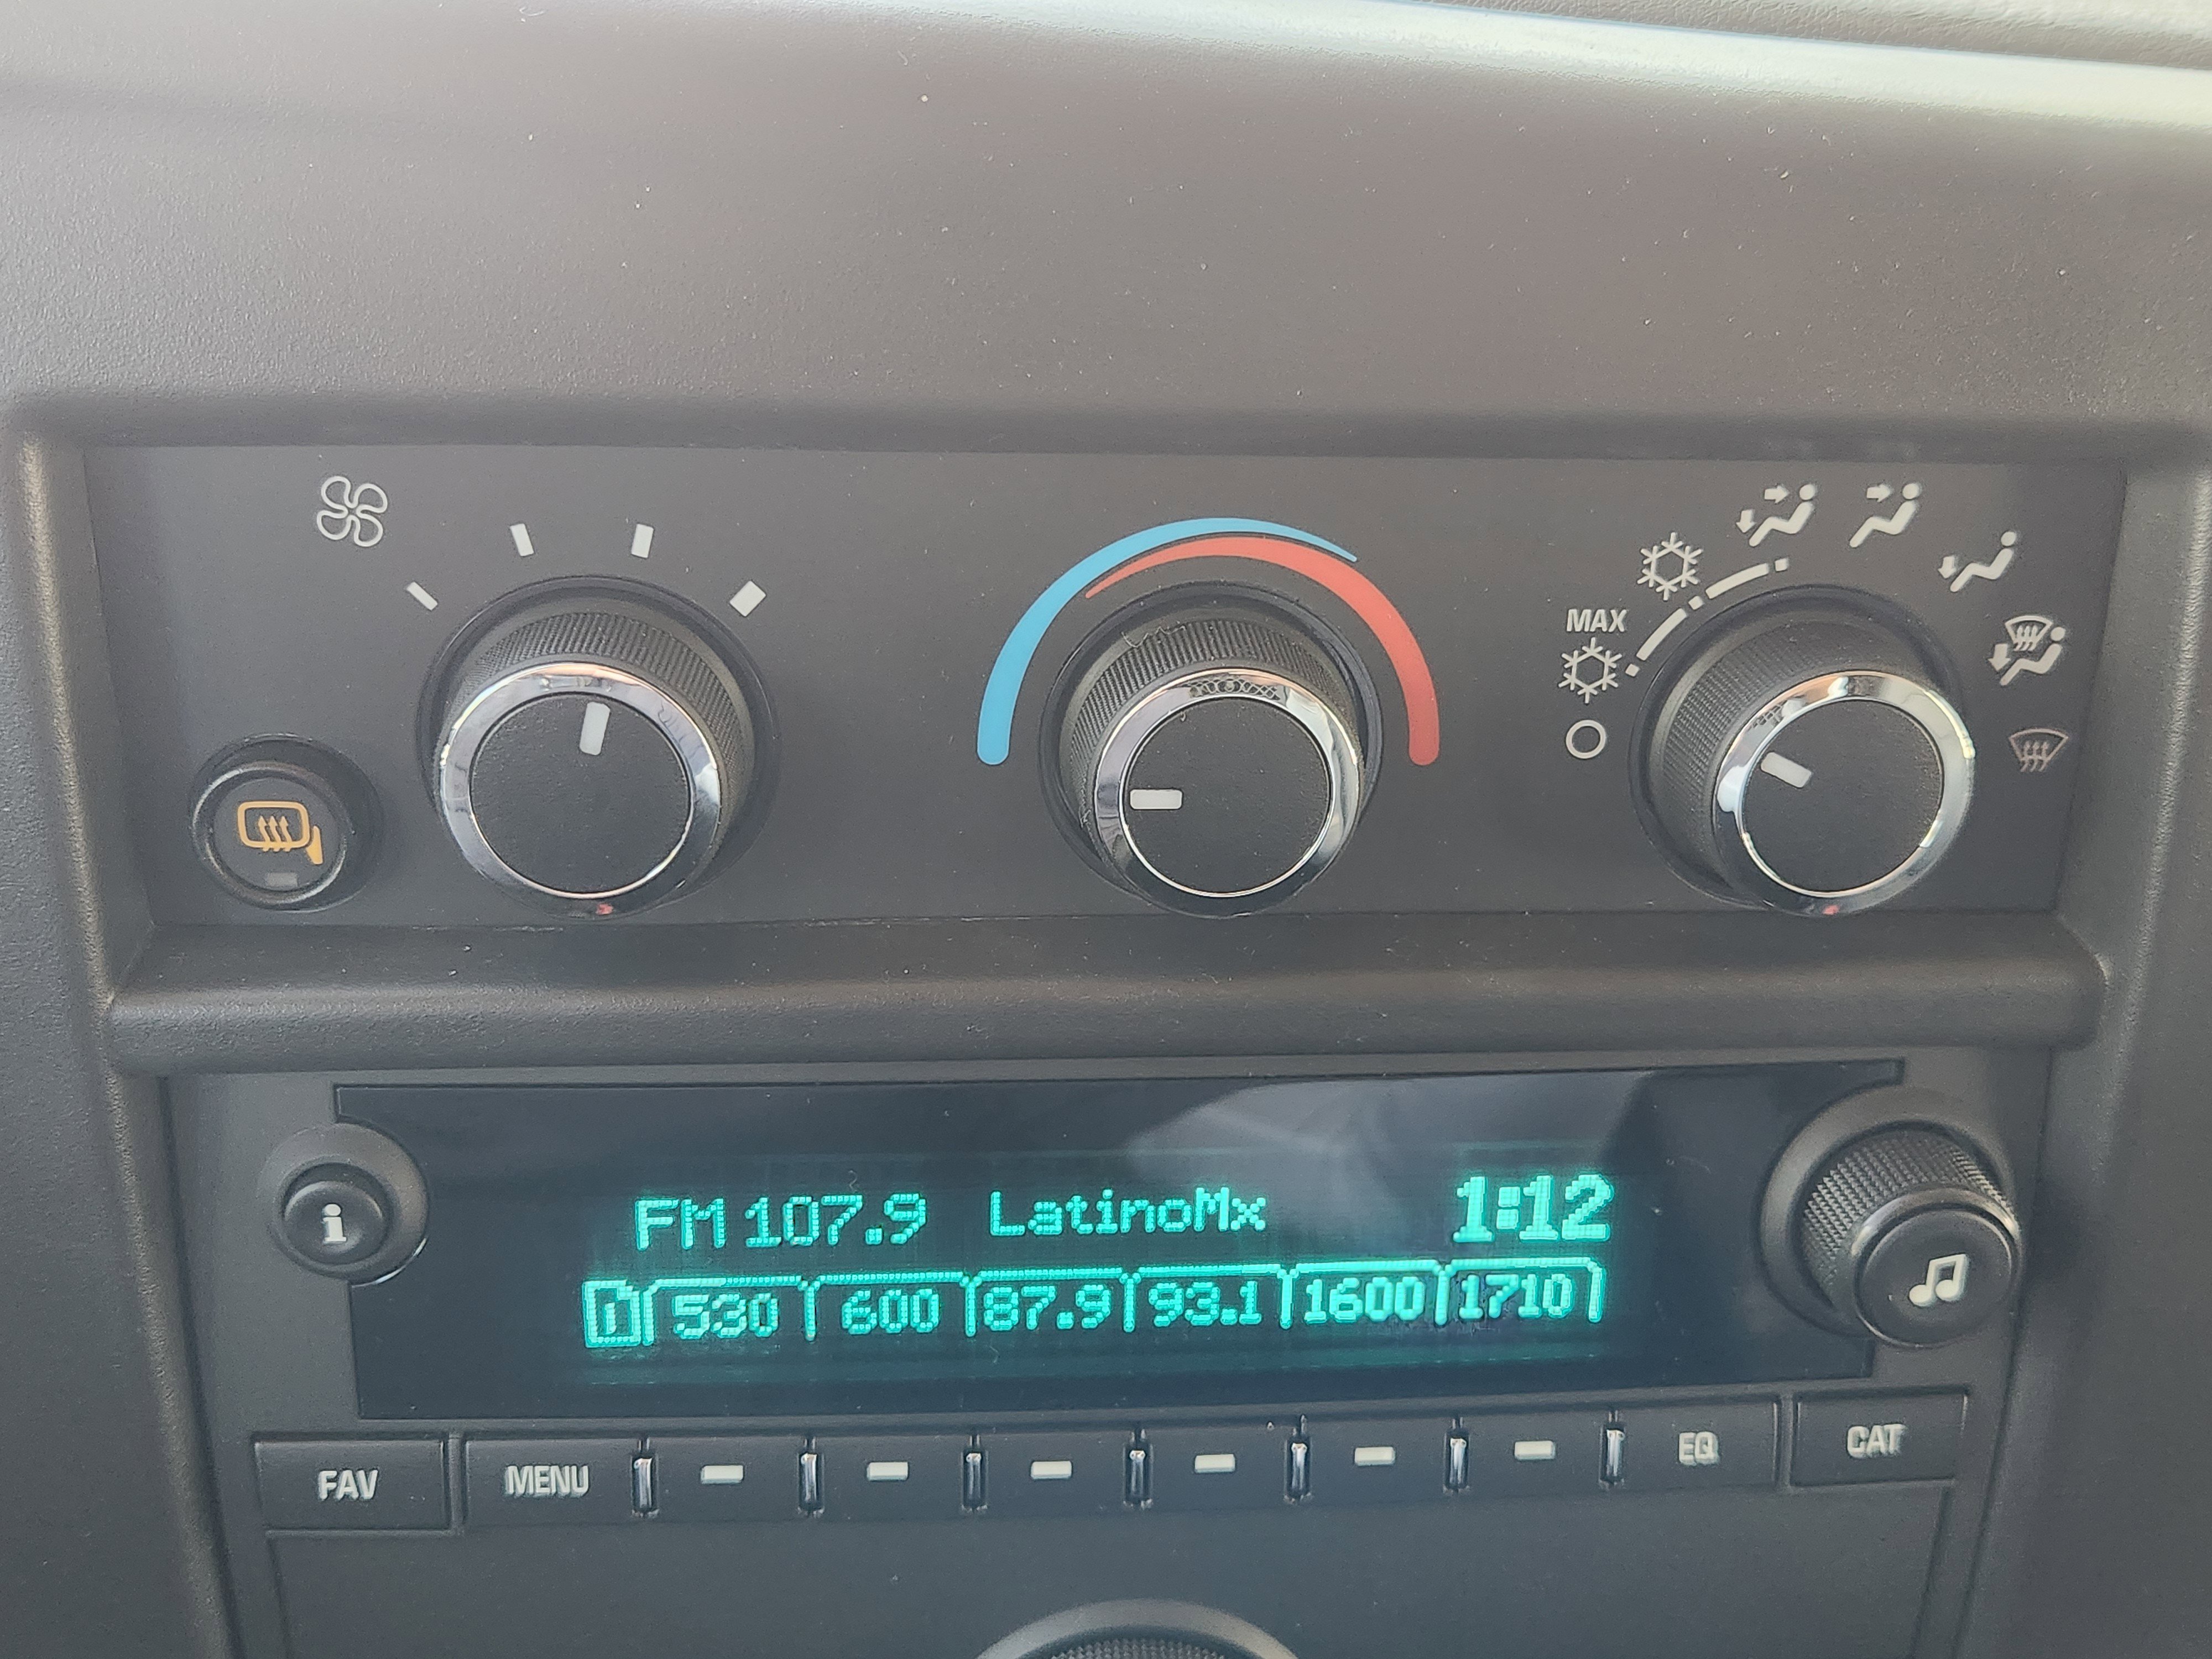 MAX
FM 107.9 LatinoMx 1:12
1 530 600 87.9 93.1 1600 1710
i
FAV MENU EQ CAT